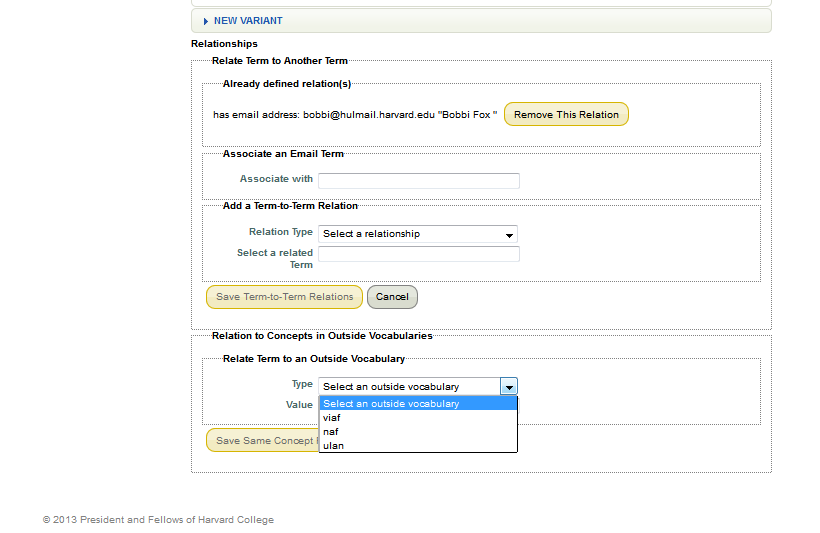 NEW VARIANT
Relationships
Relate Term to Another Term
Already defined relation(s)
has email address: bobbi@hulmail.harvard.edu "Bobbi Fox " Remove This Relation
Associate an Email Term
Associate with
Add a Term-to-Term Relation
Relation Type Select a relationship
Select a related
Term
Save Term-to-Term Relations Cancel
Relation to Concepts in Outside Vocabularies
Relate Term to an Outside Vocabulary
Type Select an outside vocabulary
Value Select an outside vocabulary
viaf
naf
Save Same Concept
ulan
© 2013 President and Fellows of Harvard College